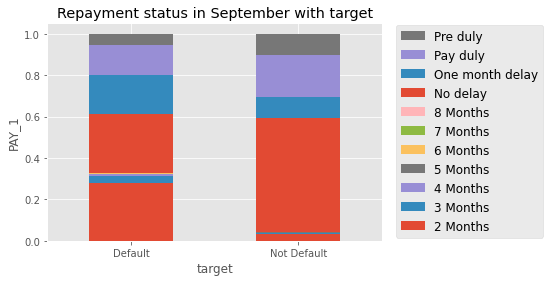 Repayment status in September with target
1.0
0.8
0.6
0.4
0.2
0.0
PAY_1
Default
Not Default
target
Pre duly
Pay duly
One month delay
No delay
8 Months
7 Months
6 Months
5 Months
4 Months
3 Months
2 Months